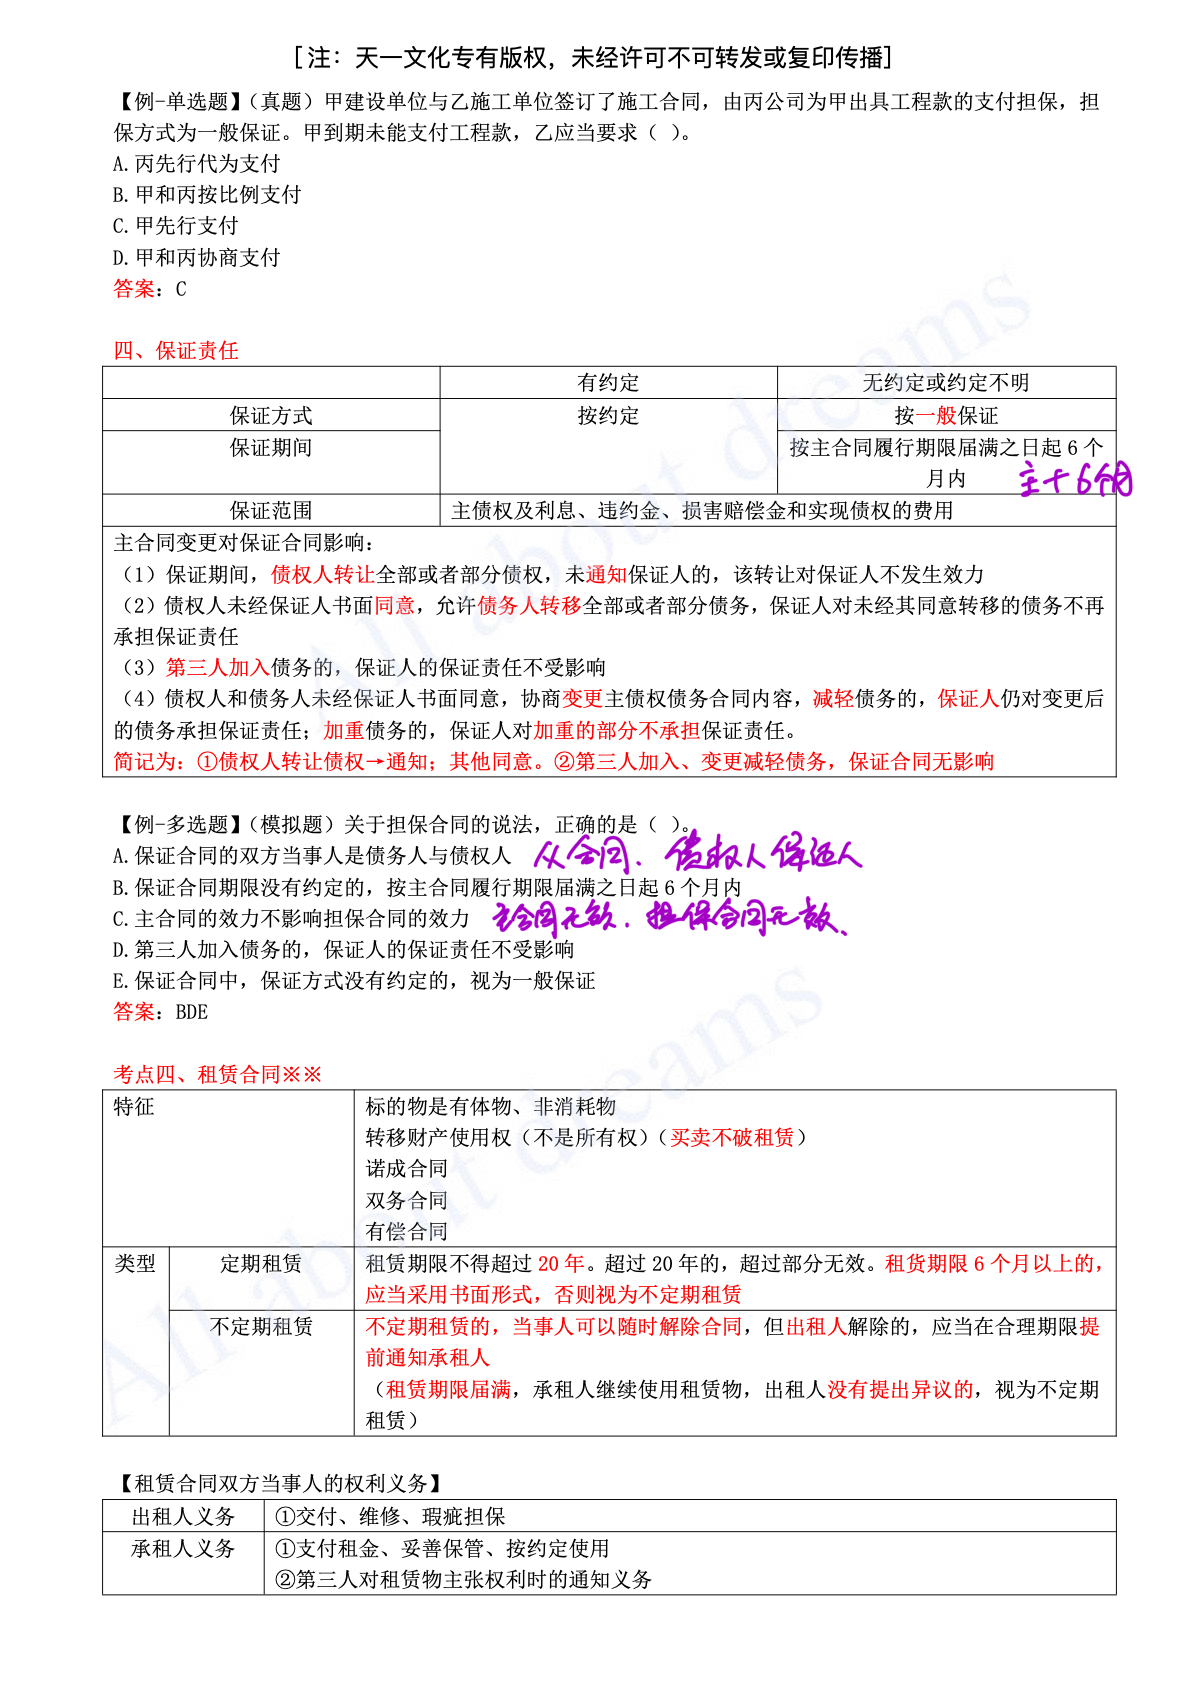 [注：天一文化专有版权，未经许可不可转发或复印传播]
【例-单选题】（真题）甲建设单位与乙施工单位签订了施工合同，由丙公司为甲出具工程款的支付担保，担
保方式为一般保证。甲到期未能支付工程款，乙应当要求（ ）。
A.丙先行代为支付
B.甲和丙按比例支付
C.甲先行支付
D.甲和丙协商支付
答案：C
四、保证责任
有约定 无约定或约定不明
保证方式 按约定 按一般保证
保证期间 按主合同履行期限届满之日起 6 个
月内 主+6个月
保证范围 主债权及利息、违约金、损害赔偿金和实现债权的费用
主合同变更对保证合同影响：
（1）保证期间，债权人转让全部或者部分债权，未通知保证人的，该转让对保证人不发生效力
（2）债权人未经保证人书面同意，允许债务人转移全部或者部分债务，保证人对未经其同意转移的债务不再
承担保证责任
（3）第三人加入债务的，保证人的保证责任不受影响
（4）债权人和债务人未经保证人书面同意，协商变更主债权债务合同内容，减轻债务的，保证人仍对变更后
的债务承担保证责任；加重债务的，保证人对加重的部分不承担保证责任。
简记为：①债权人转让债权→通知；其他同意。②第三人加入、变更减轻债务，保证合同无影响
【例-多选题】（模拟题）关于担保合同的说法，正确的是（ ）。
A.保证合同的双方当事人是债务人与债权人 从合同、债权人保证人
B.保证合同期限没有约定的，按主合同履行期限届满之日起 6 个月内
C.主合同的效力不影响担保合同的效力 主合同无效、担保合同无效、
D.第三人加入债务的，保证人的保证责任不受影响
E.保证合同中，保证方式没有约定的，视为一般保证
答案：BDE
考点四、租赁合同※※
特征 标的物是有体物、非消耗物
转移财产使用权（不是所有权）（买卖不破租赁）
诺成合同
双务合同
有偿合同
类型 定期租赁 租赁期限不得超过 20 年。超过 20 年的，超过部分无效。租赁期限 6 个月以上的，
应当采用书面形式，否则视为不定期租赁
不定期租赁 不定期租赁的，当事人可以随时解除合同，但出租人解除的，应当在合理期限提
前通知承租人
（租赁期限届满，承租人继续使用租赁物，出租人没有提出异议的，视为不定期
租赁）
【租赁合同双方当事人的权利义务】
出租人义务 ①交付、维修、瑕疵担保
承租人义务 ①支付租金、妥善保管、按约定使用
②第三人对租赁物主张权利时的通知义务
All about dreams
All about dreams